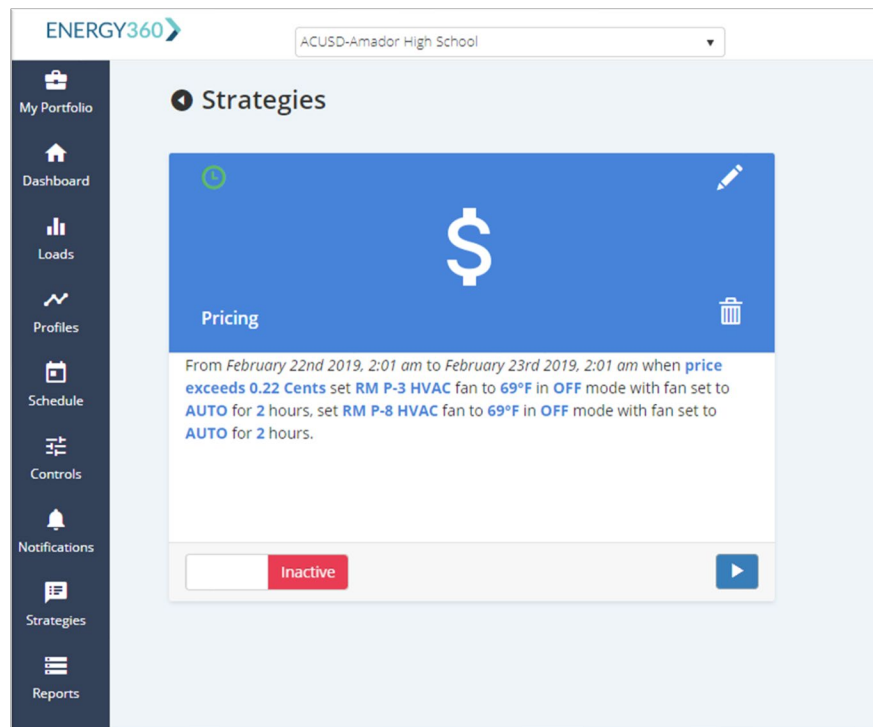 ENERGY360
ACUSD-Amador High School
My Portfolio
Dashboard
Loads
Profiles
Schedule
Controls
Notifications
Strategies
Reports
Strategies
$
Pricing
From February 22nd 2019, 2:01 am to February 23rd 2019, 2:01 am when price
exceeds 0.22 Cents set RM P-3 HVAC fan to 69°F in OFF mode with fan set to
AUTO for 2 hours, set RM P-8 HVAC fan to 69°F in OFF mode with fan set to
AUTO for 2 hours.
Inactive